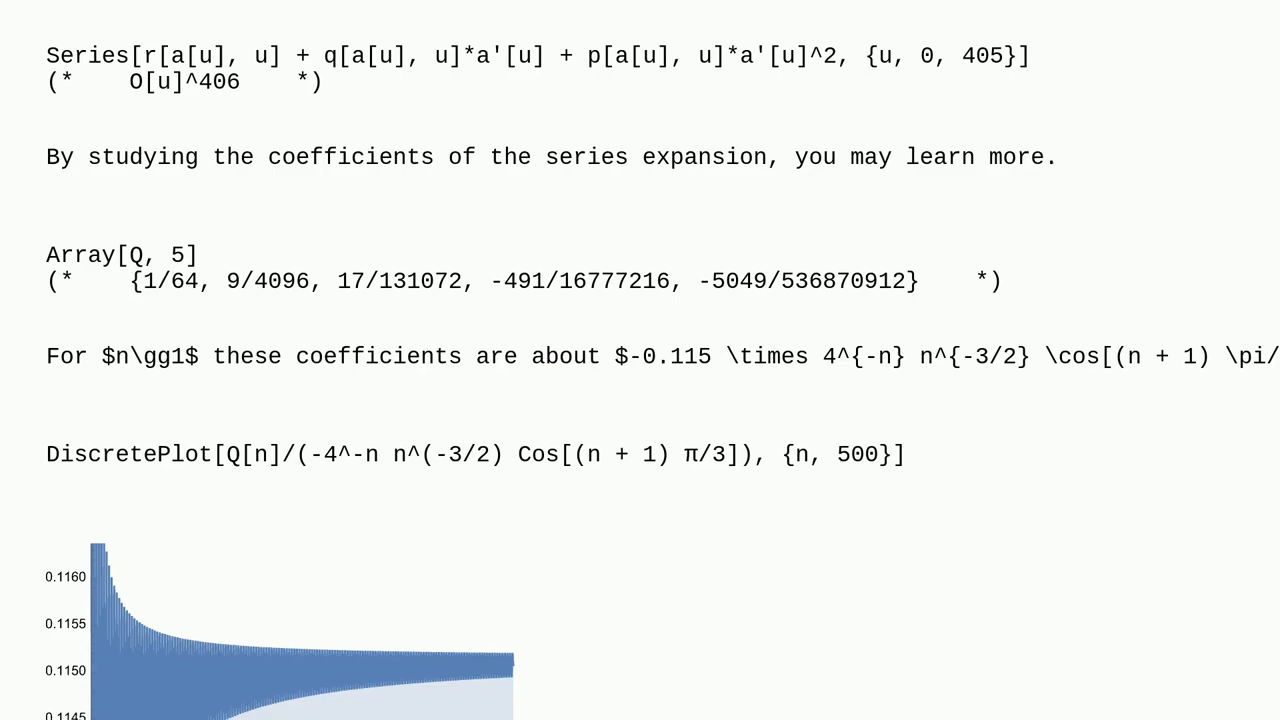 Series[r[a[u], u] + q[a[u], u]*a'[u] + p[a[u], u]*a'[u]^2, {u, 0, 405}]
(*    O[u]^406    *)
By studying the coefficients of the series expansion, you may learn more.
Array[Q, 5]
(*    {1/64, 9/4096, 17/131072, -491/16777216, -5049/536870912}    *)
For $n\gg1$ these coefficients are about $-0.115 \times 4^{-n} n^{-3/2} \cos[(n + 1) \pi/
DiscretePlot[Q[n]/(-4^-n n^(-3/2) Cos[(n + 1) π/3]), {n, 500}]
0.1160
0.1155
0.1150
0.1145